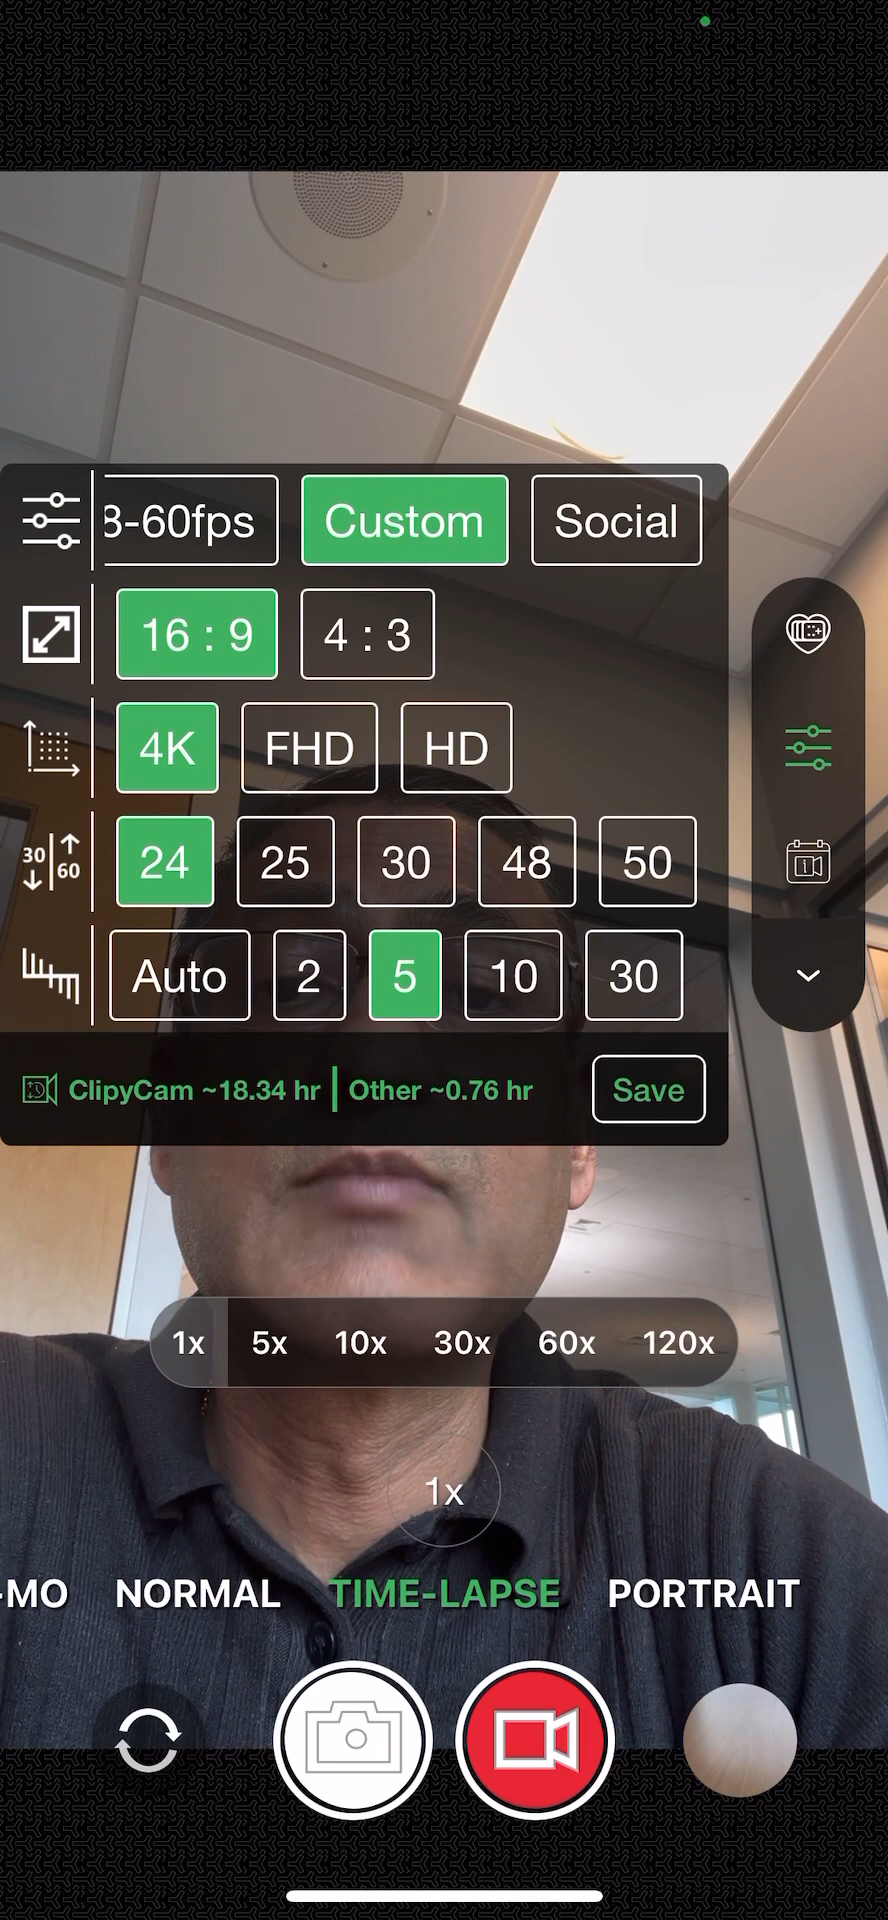 8-60fps Custom Social
16 : 9 4 : 3
4K FHD HD
30 60 24 25 30 48 50
Auto 2 5 10 30
ClipyCam ~18.34 hr | Other ~0.76 hr Save
1x 5x 10x 30x 60x 120x
1x
-MO NORMAL TIME-LAPSE PORTRAIT